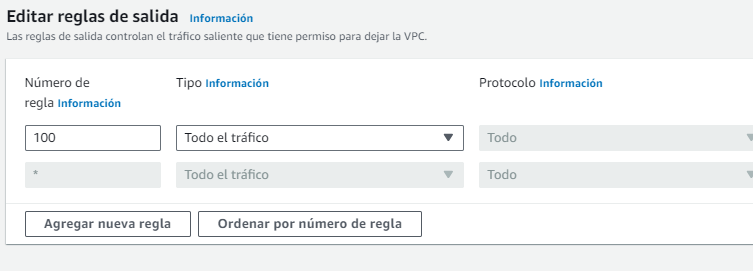 Editar reglas de salida Información
Las reglas de salida controlan el tráfico saliente que tiene permiso para dejar la VPC.
Número de regla Información
Tipo Información
Protocolo Información
100
Todo el tráfico
Todo
*
Todo el tráfico
Todo
Agregar nueva regla
Ordenar por número de regla